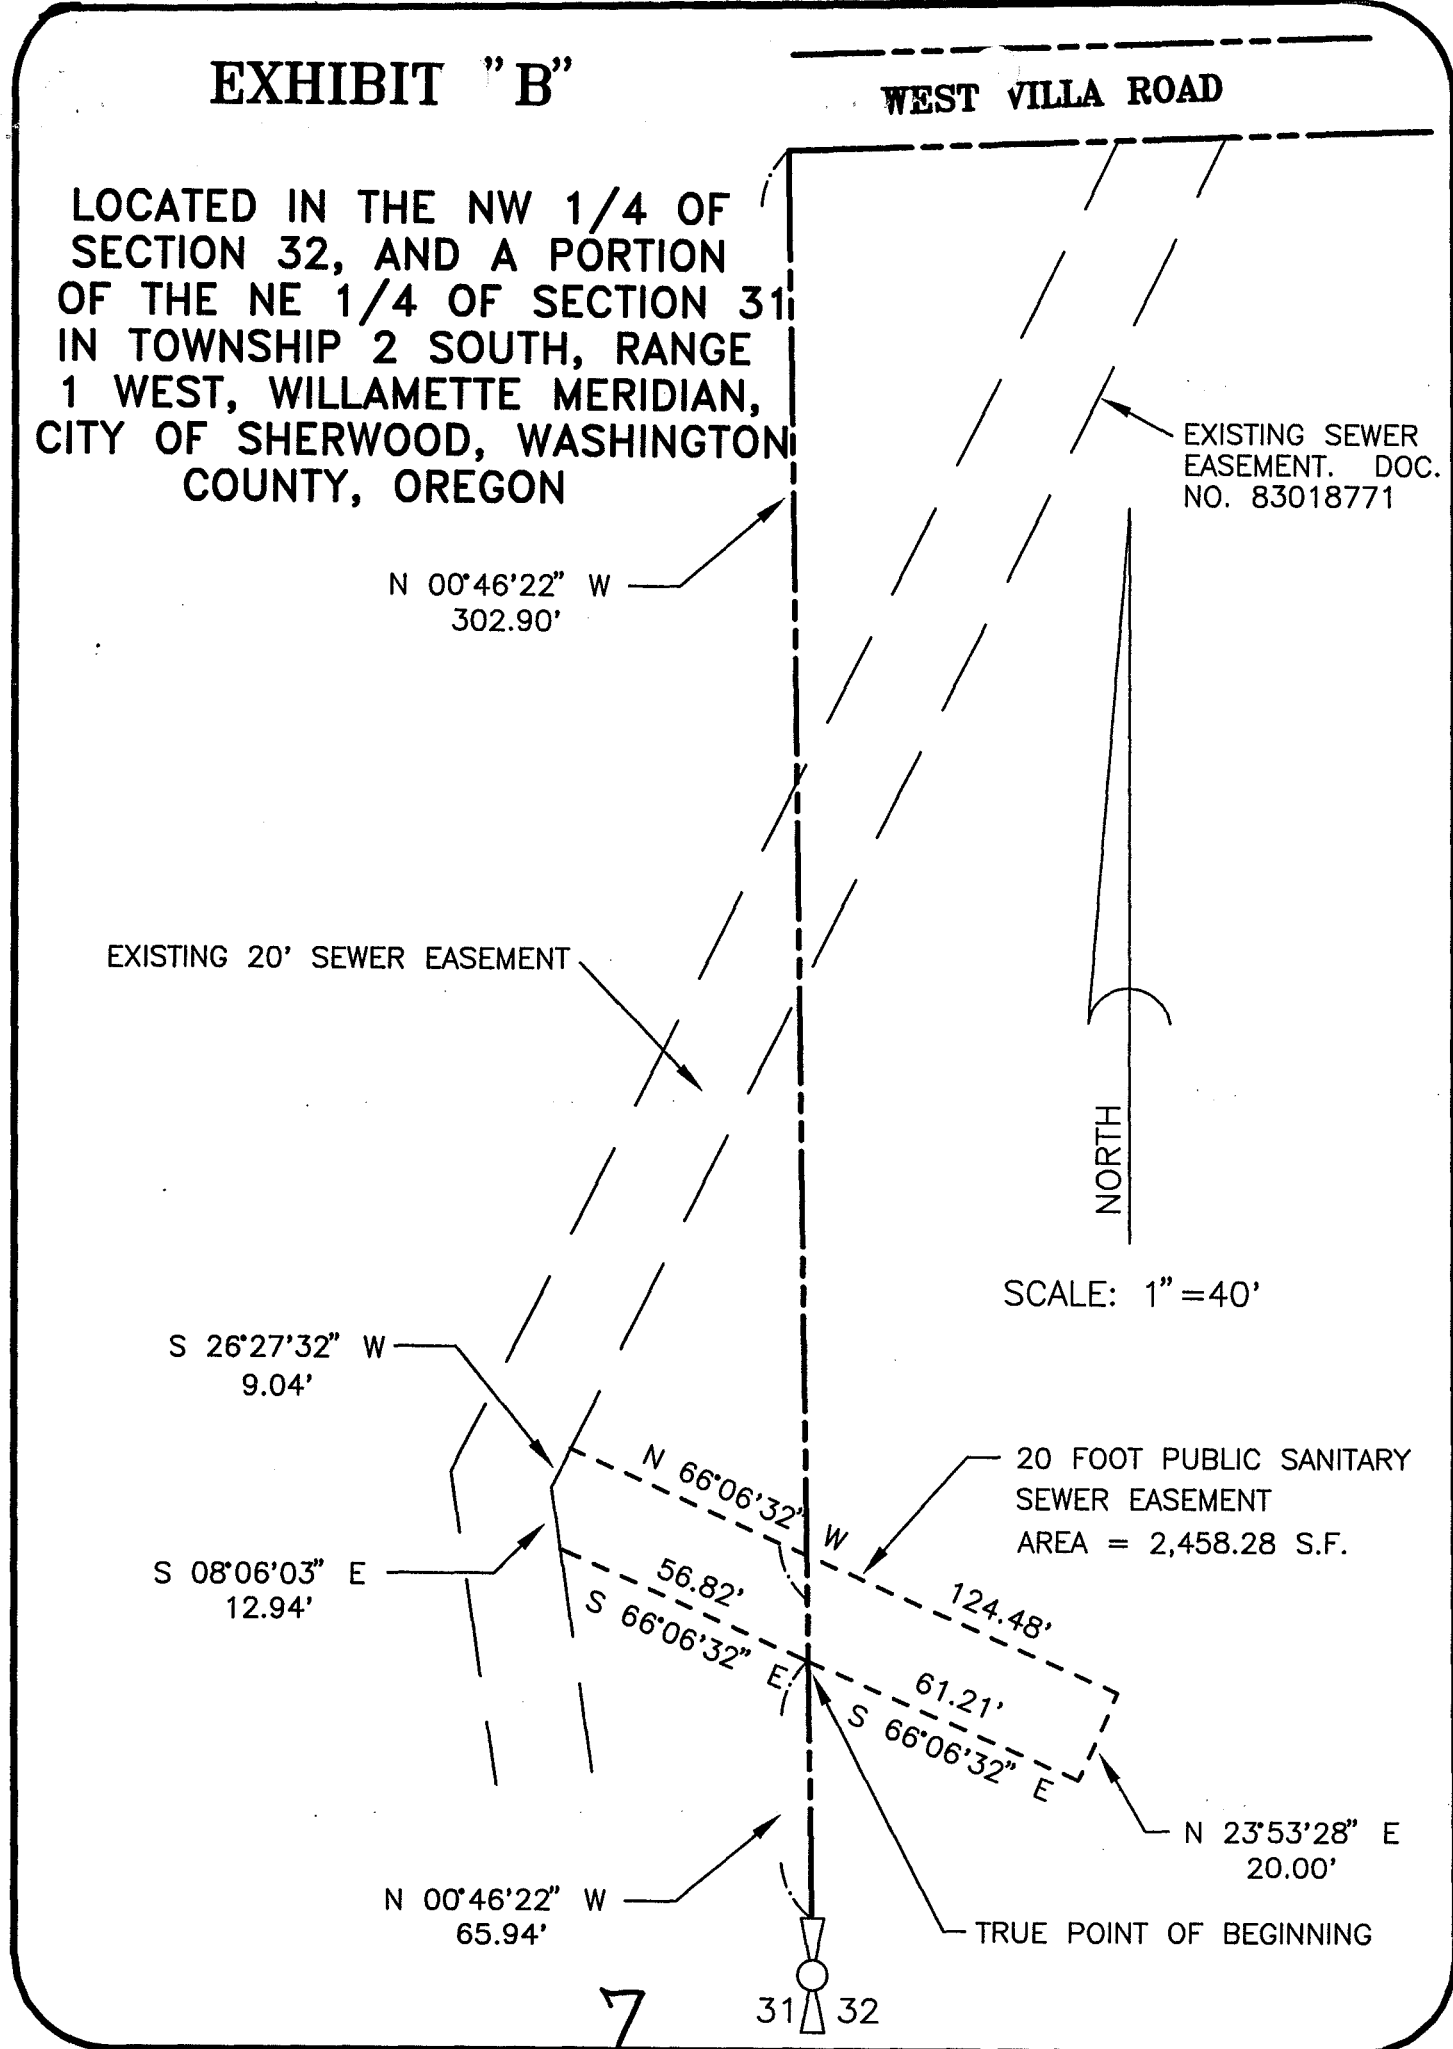 EXHIBIT "B"
WEST VILLA ROAD
LOCATED IN THE NW 1/4 OF
SECTION 32, AND A PORTION
OF THE NE 1/4 OF SECTION 31
IN TOWNSHIP 2 SOUTH, RANGE
1 WEST, WILLAMETTE MERIDIAN,
CITY OF SHERWOOD, WASHINGTON
COUNTY, OREGON
EXISTING SEWER
EASEMENT. DOC.
NO. 83018771
N 00°46'22" W
302.90'
EXISTING 20' SEWER EASEMENT
NORTH
SCALE: 1"=40'
S 26°27'32" W
9.04'
N 66°06'32" W
124.48'
20 FOOT PUBLIC SANITARY
SEWER EASEMENT
AREA = 2,458.28 S.F.
S 08°06'03" E
12.94'
56.82'
S 66°06'32" E
61.21'
S 66°06'32" E
N 23°53'28" E
20.00'
N 00°46'22" W
65.94'
TRUE POINT OF BEGINNING
31 32
7